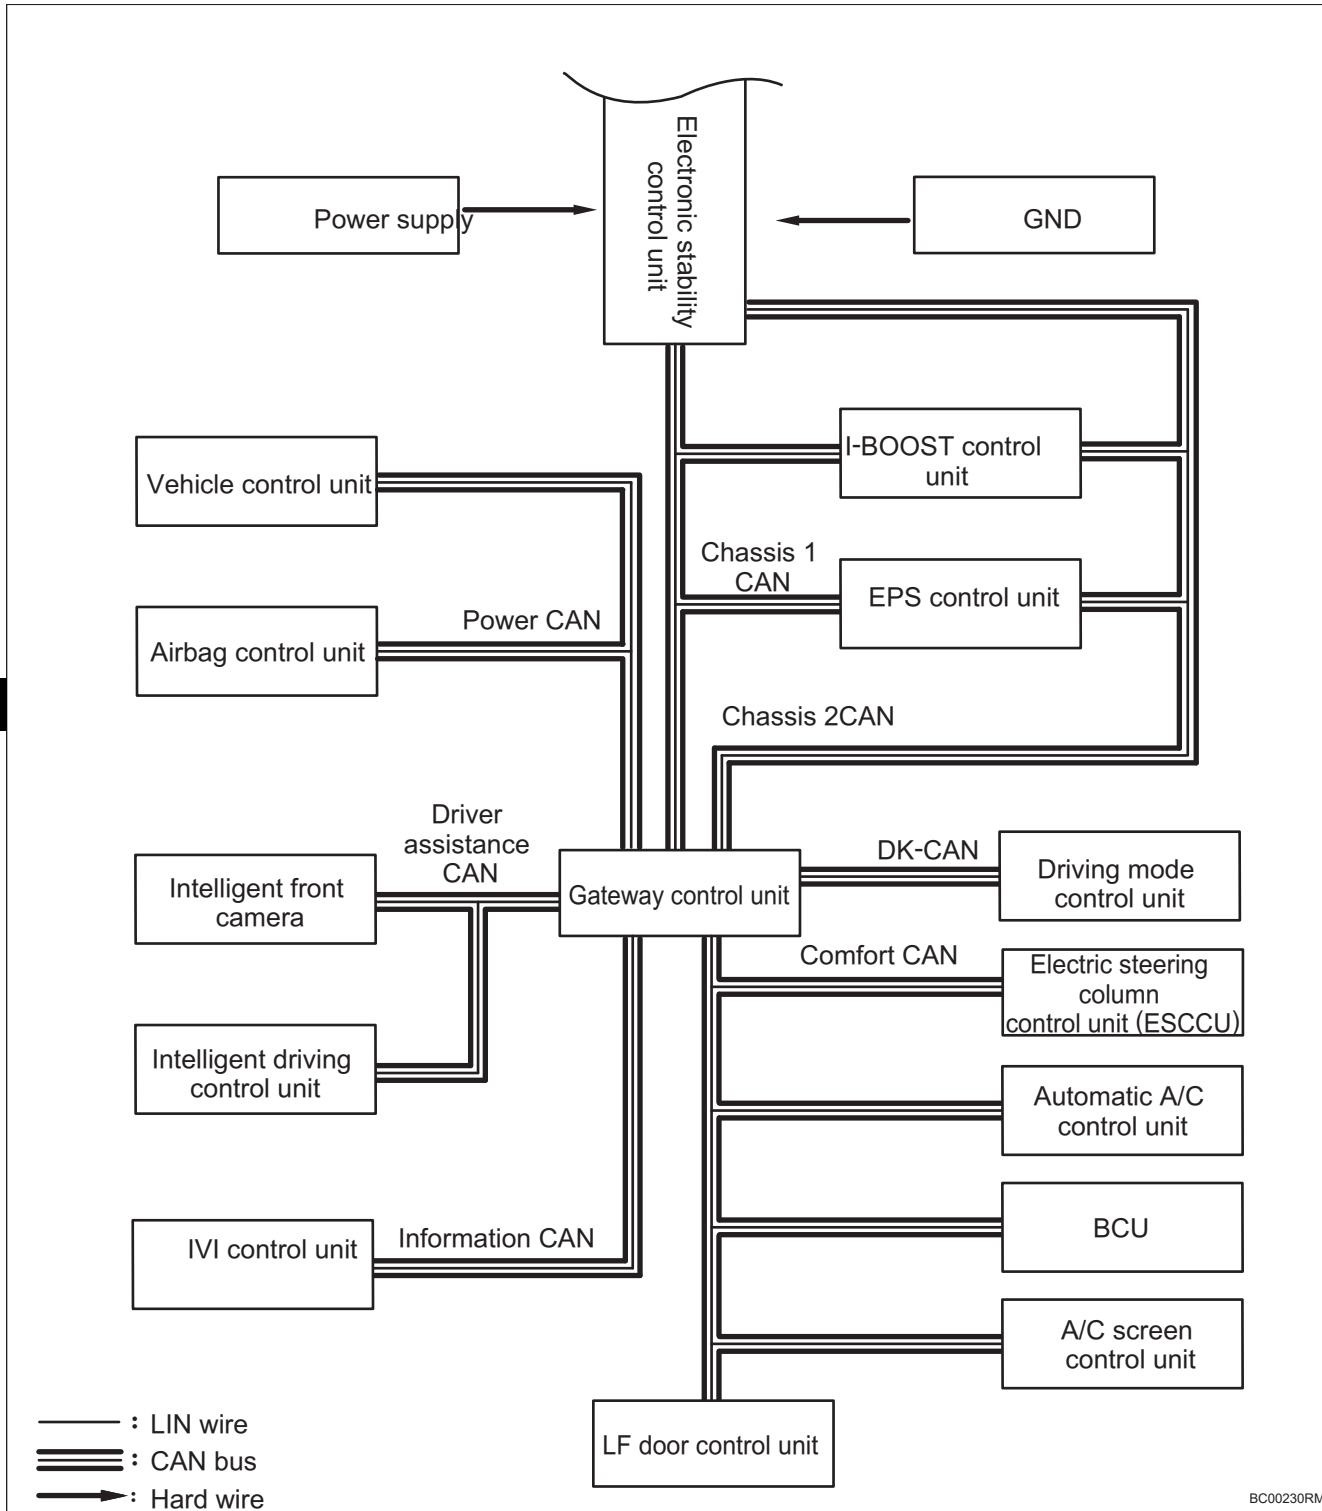 Electronic stability
control unit
Power supply
GND
I-BOOST control
unit
Vehicle control unit
Chassis 1
CAN
EPS control unit
Power CAN
Airbag control unit
Chassis 2CAN
Driver
assistance
CAN
DK-CAN
Driving mode
control unit
Intelligent front
camera
Gateway control unit
Comfort CAN
Electric steering
column
control unit (ESCCU)
Intelligent driving
control unit
Automatic A/C
control unit
IVI control unit
Information CAN
BCU
A/C screen
control unit
LF door control unit
: LIN wire
: CAN bus
: Hard wire
BC00230RM